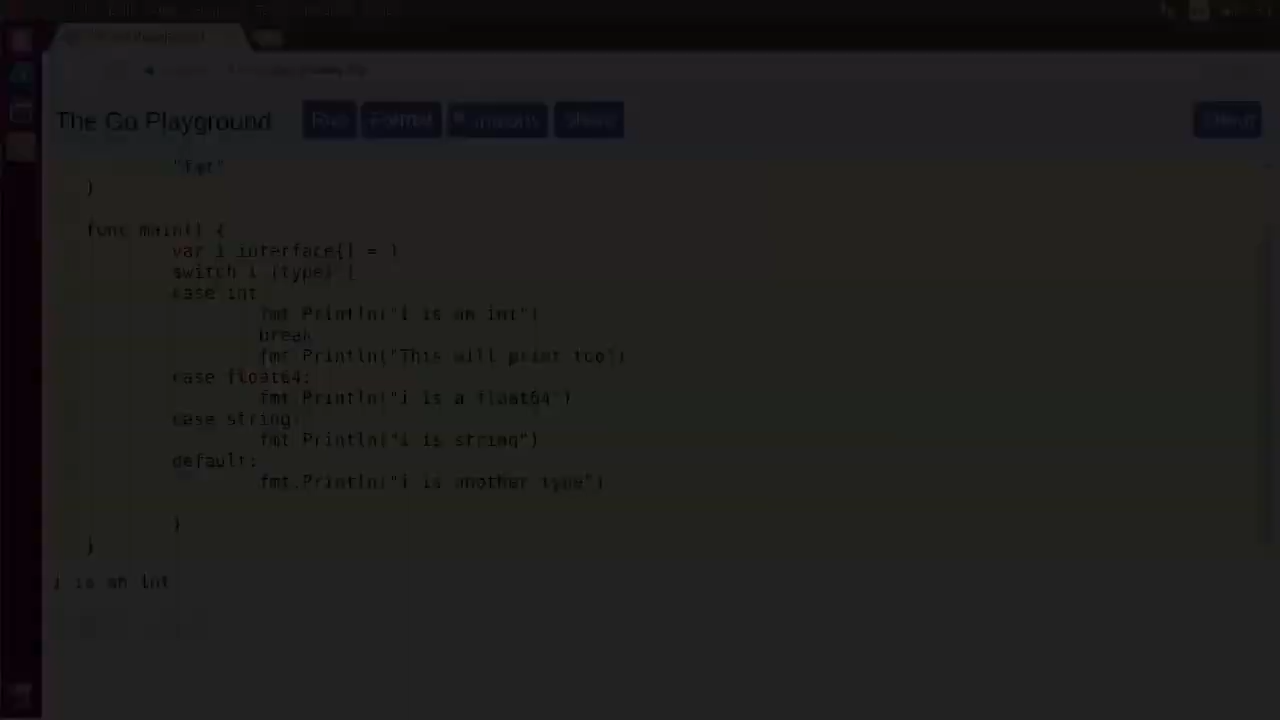 The Go Playground Run Format Imports Share About
"fmt"
)
func main() {
var i interface{} = 1
switch i.(type) {
case int:
fmt.Println("i is an int")
break
fmt.Println("This will print too")
case float64:
fmt.Println("i is a float64")
case string:
fmt.Println("i is string")
default:
fmt.Println("i is another type")
}
}
i is an int